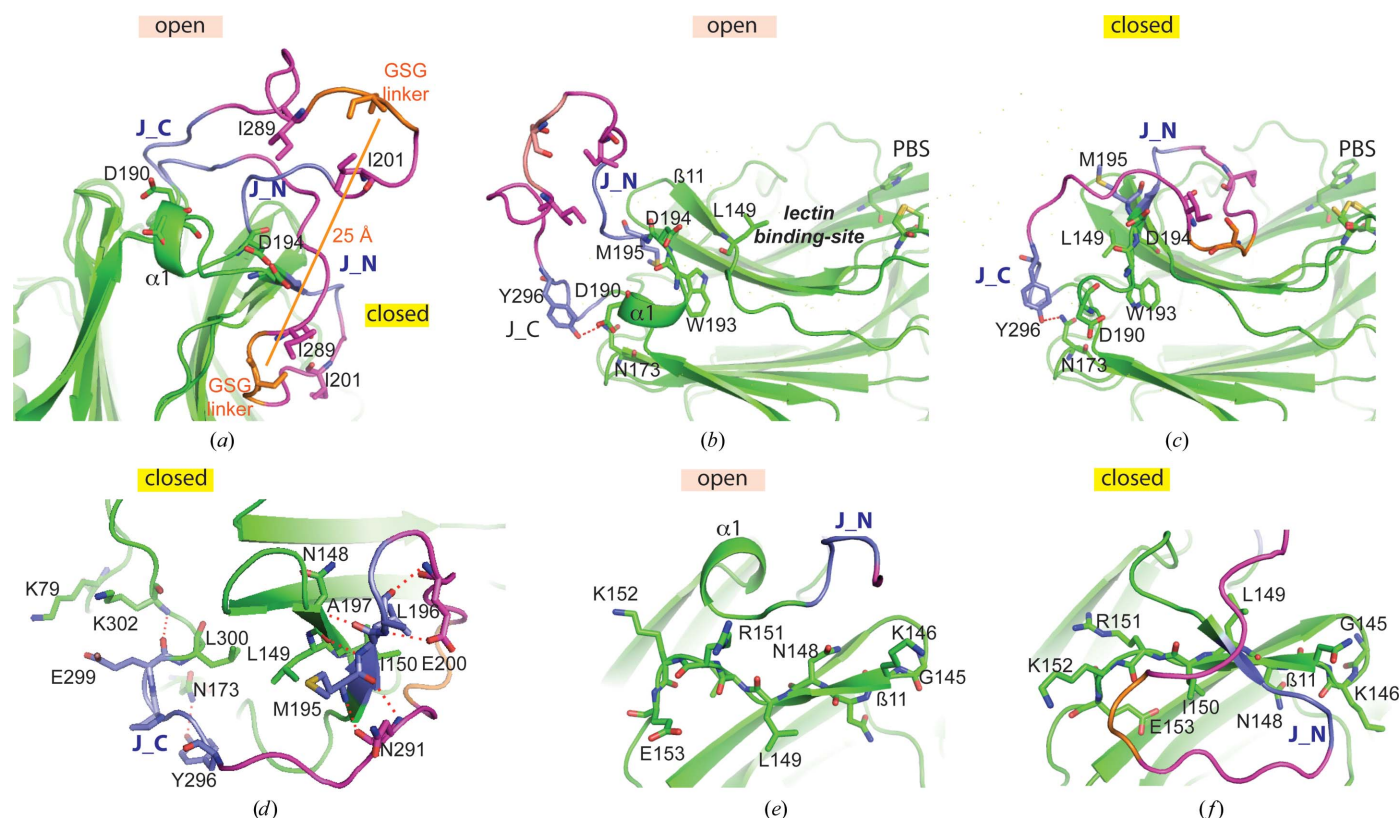 open
GSG
linker
J_C
I289
I201
D190
J_N
D194
25 Å
α1
J_N
closed
I289
GSG
linker
I201
(a)
open
J_N
ß11
PBS
D194
L149
lectin
binding-site
M195
Y296
D190
J_C
α1
W193
N173
(b)
closed
J_N
M195
PBS
L149
D194
J_C
W193
Y296
D190
N173
(c)
closed
N148
K79
A197
L196
K302
L300
L149
I150
E200
E299
N173
M195
J_C
N291
Y296
(d)
open
α1
J_N
K152
R151
N148
K146
G145
ß11
E153
L149
(e)
closed
L149
R151
G145
K152
ß11
I150
K146
E153
N148
J_N
(f)